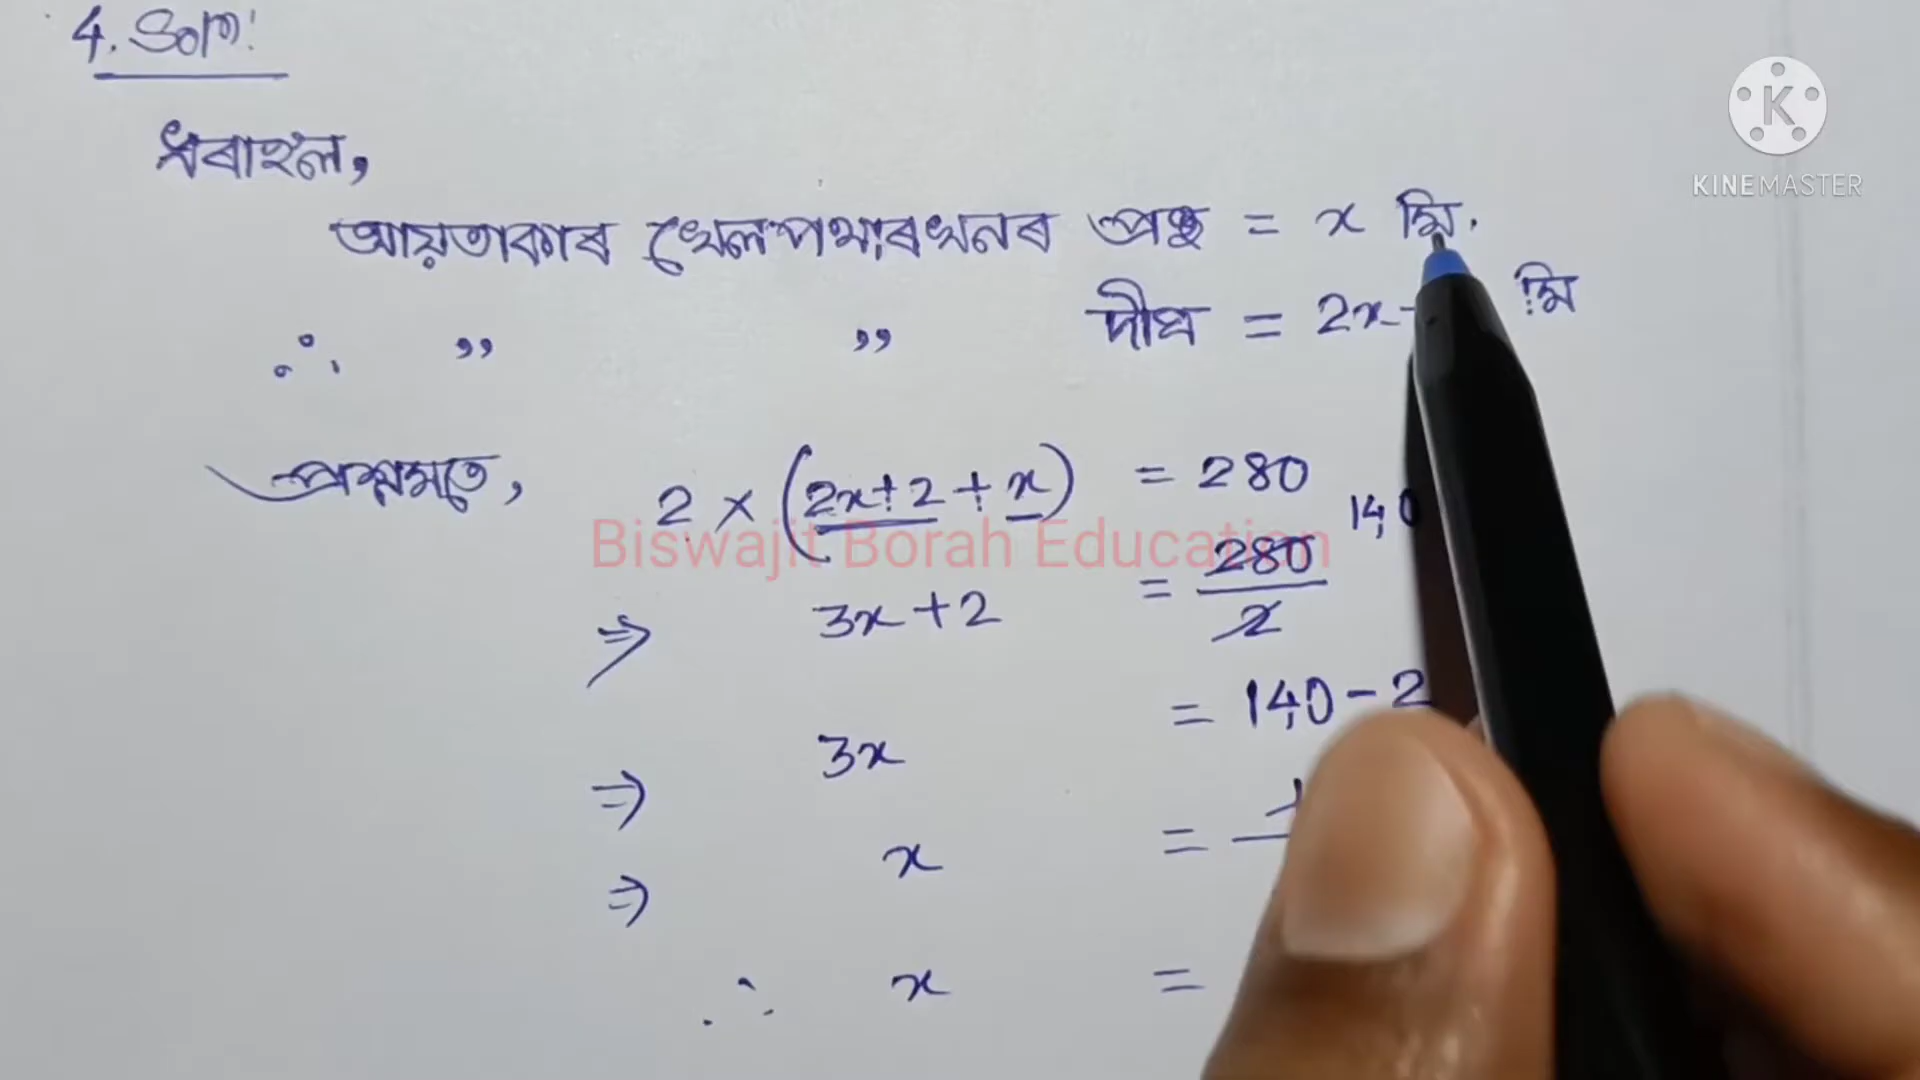 4. Soln:
ধৰাহল,
আয়তাকাৰ খেলপথাৰখনৰ প্ৰস্থ = x মি.
∴ " " দীঘ = 2x- মি
প্ৰশ্নমতে, 2 × (2x+2+x) = 280
⇒ 3x+2 = 280/2 140
⇒ 3x = 140-2
⇒ x =
∴ x =
Biswajit Borah Education
KINEMASTER